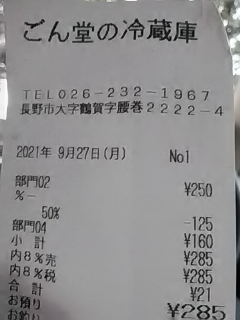 ごん堂の冷蔵庫
TEL026-232-1967
長野市大字鶴賀字腰巻2222-4
2021年 9月27日(月) No1
部門02 ¥250
%-
50% -125
部門04 ¥160
小 計 ¥285
内8%売 ¥285
内8%税 ¥21
合 計 ¥285
お預り
お釣り